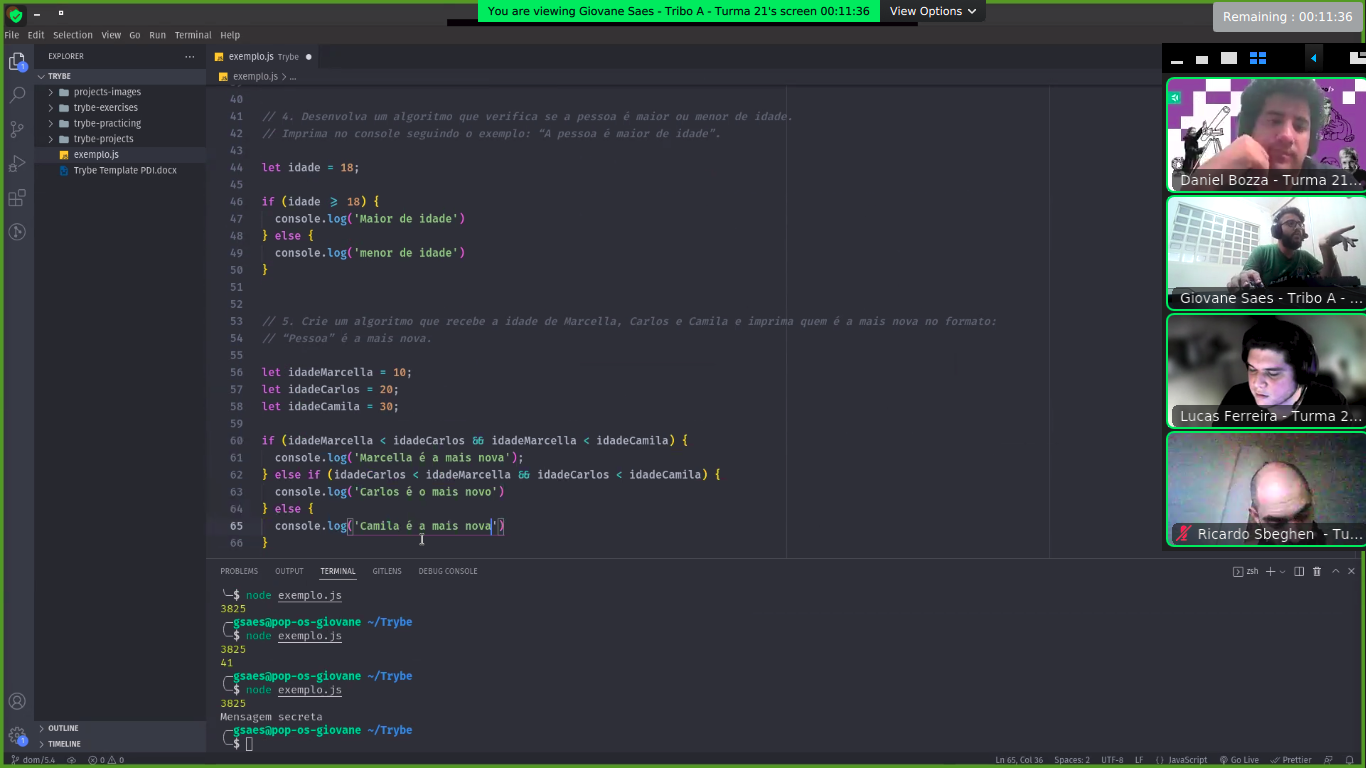 You are viewing Giovane Saes - Tribo A - Turma 21's screen 00:11:36
View Options
Remaining : 00:11:36
File Edit Selection View Go Run Terminal Help
EXPLORER
TRYBE
projects-images
trybe-exercises
trybe-practicing
trybe-projects
exemplo.js
Trybe Template PDI.docx
OUTLINE
TIMELINE
exemplo.js Trybe
exemplo.js > ...
40
41 // 4. Desenvolva um algoritmo que verifica se a pessoa é maior ou menor de idade.
42 // Imprima no console seguindo o exemplo: “A pessoa é maior de idade”.
43
44 let idade = 18;
45
46 if (idade ⩾ 18) {
47 console.log('Maior de idade')
48 } else {
49 console.log('menor de idade')
50 }
51
52
53 // 5. Crie um algoritmo que recebe a idade de Marcella, Carlos e Camila e imprima quem é a mais nova no formato:
54 // “Pessoa” é a mais nova.
55
56 let idadeMarcella = 10;
57 let idadeCarlos = 20;
58 let idadeCamila = 30;
59
60 if (idadeMarcella < idadeCarlos && idadeMarcella < idadeCamila) {
61 console.log('Marcella é a mais nova');
62 } else if (idadeCarlos < idadeMarcella && idadeCarlos < idadeCamila) {
63 console.log('Carlos é o mais novo')
64 } else {
65 console.log('Camila é a mais nova')
66 }
Daniel Bozza - Turma 21...
Giovane Saes - Tribo A - ...
Lucas Ferreira - Turma 2...
Ricardo Sbeghen - Tu...
PROBLEMS OUTPUT TERMINAL GITLENS DEBUG CONSOLE
zsh
$ node exemplo.js
3825
gsaes@pop-os-giovane ~/Trybe
$ node exemplo.js
3825
41
gsaes@pop-os-giovane ~/Trybe
$ node exemplo.js
3825
Mensagem secreta
gsaes@pop-os-giovane ~/Trybe
$
dom/5.4 0 0 Ln 65, Col 36 Spaces: 2 UTF-8 LF JavaScript Go Live Prettier